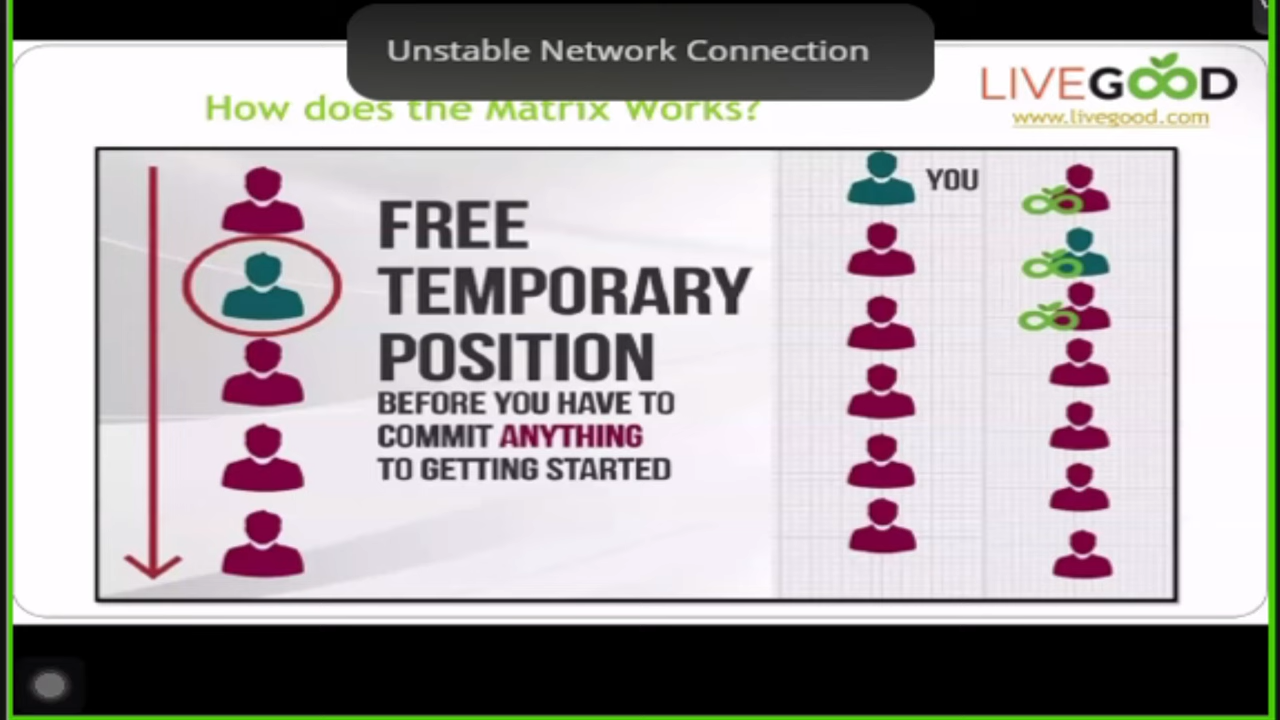 Unstable Network Connection
LIVEGOOD
www.livegood.com
How does the Matrix Works?
FREE
TEMPORARY
POSITION
BEFORE YOU HAVE TO
COMMIT ANYTHING
TO GETTING STARTED
YOU